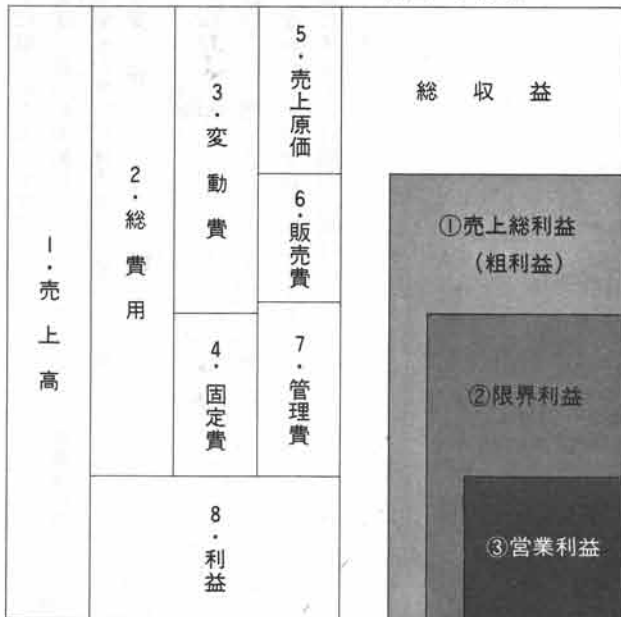 1・売上高
2・総費用
3・変動費
4・固定費
5・売上原価
6・販売費
7・管理費
8・利益
総収益
①売上総利益
(粗利益)
②限界利益
③営業利益